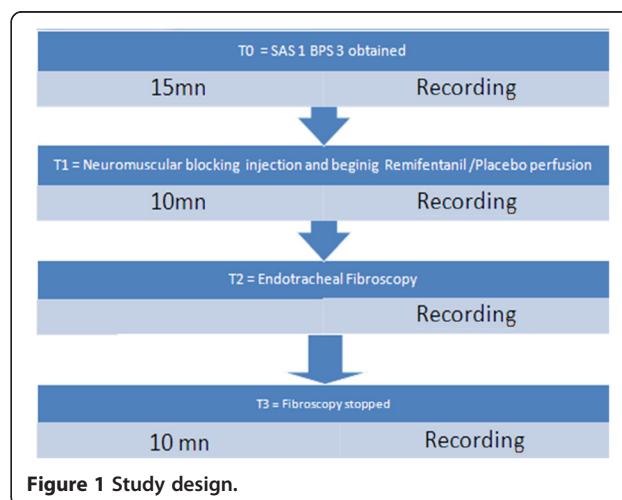 T0 = SAS 1 BPS 3 obtained
15mn Recording
T1 = Neuromuscular blocking injection and beginig Remifentanil /Placebo perfusion
10mn Recording
T2 = Endotracheal Fibroscopy
Recording
T3 = Fibroscopy stopped
10 mn Recording
Figure 1 Study design.